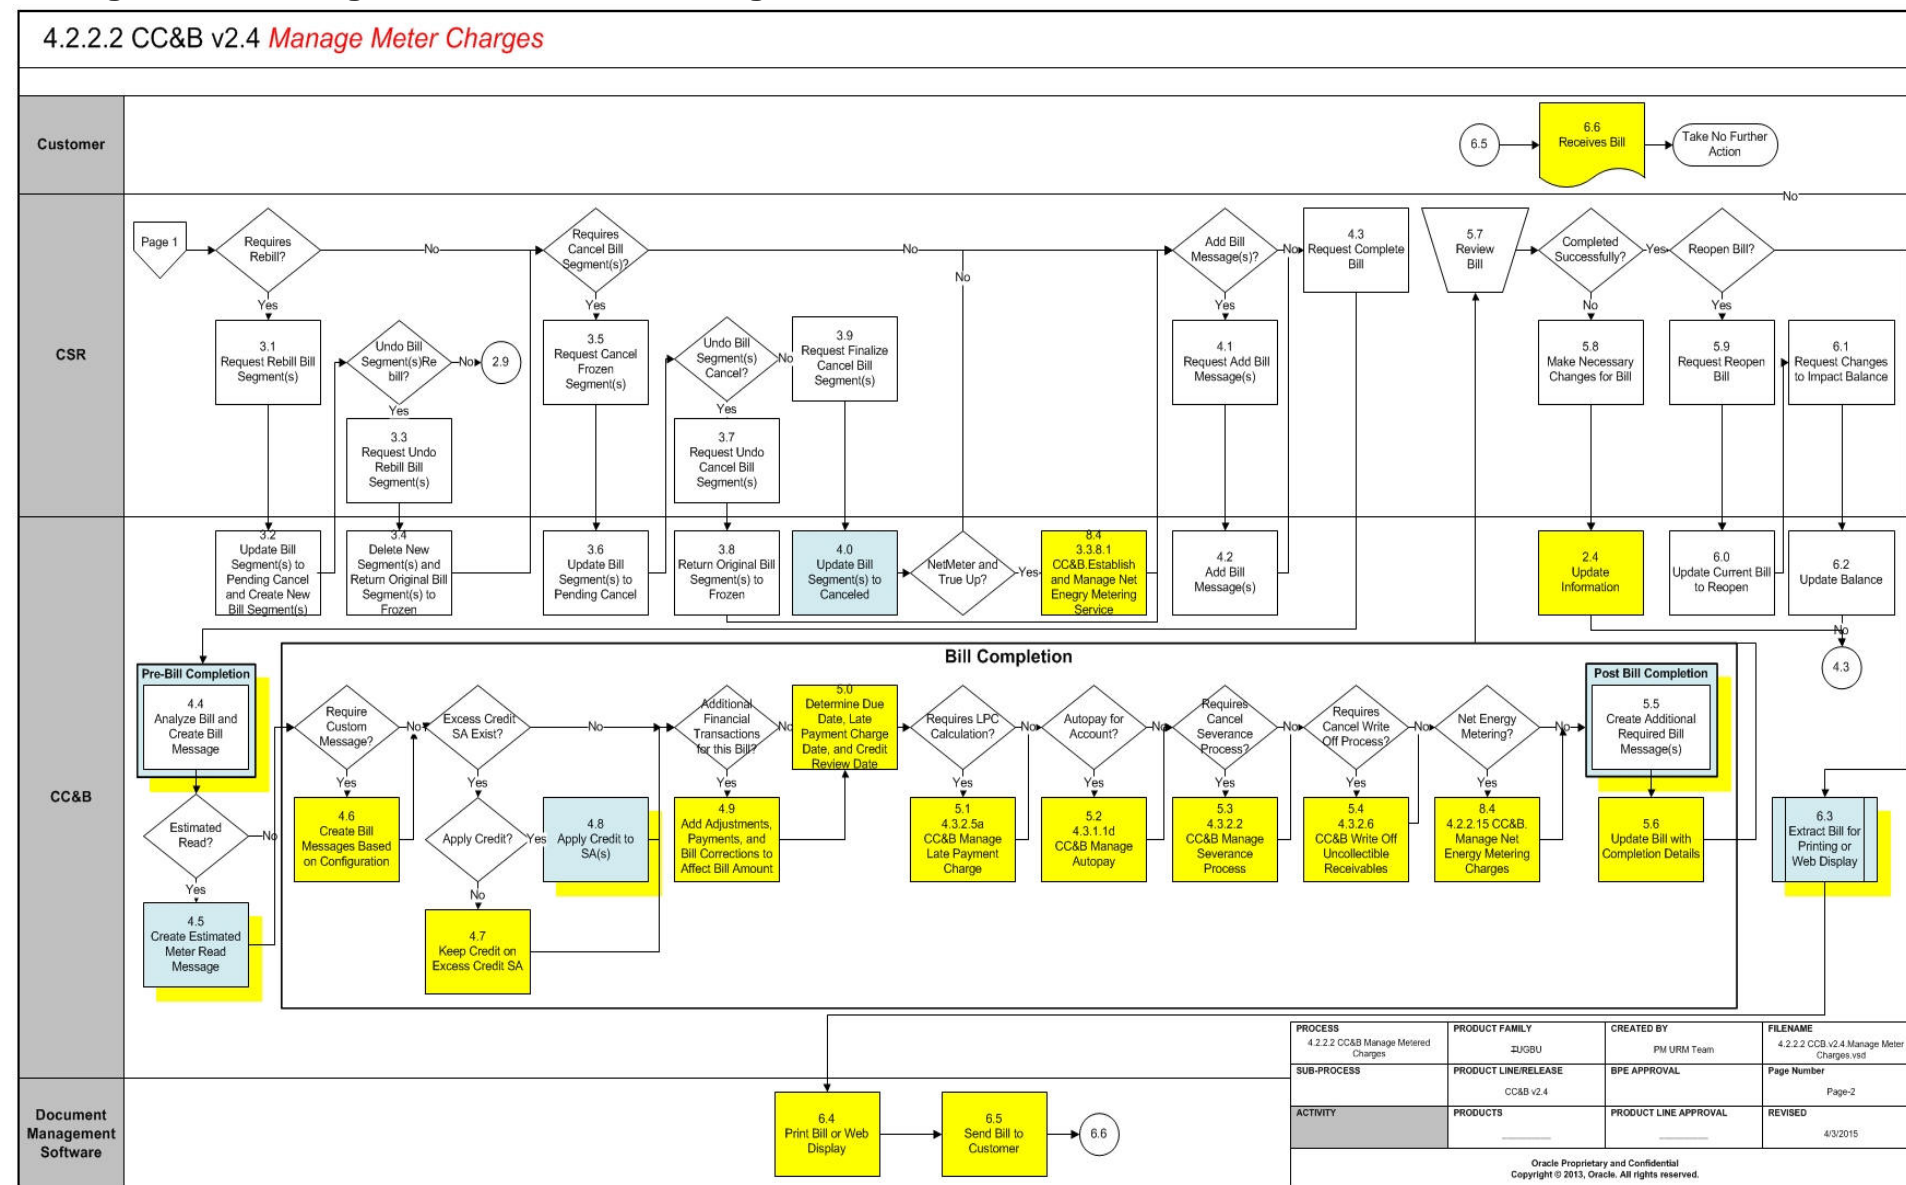 4.2.2.2 CC&B v2.4 Manage Meter Charges
Customer
6.5
6.6
Receives Bill
Take No Further
Action
No
CSR
Page 1
Requires
Rebill?
No
Requires
Cancel Bill
Segment(s)?
No
No
Add Bill
Message(s)?
No
4.3
Request Complete
Bill
5.7
Review
Bill
Completed
Successfully?
Yes
Reopen Bill?
Yes
Yes
Yes
No
Yes
3.1
Request Rebill Bill
Segment(s)
Undo Bill
Segment(s)Re
bill?
No
2.9
3.5
Request Cancel
Frozen
Segment(s)
Undo Bill
Segment(s)
Cancel?
No
3.9
Request Finalize
Cancel Bill
Segment(s)
4.1
Request Add Bill
Message(s)
5.8
Make Necessary
Changes for Bill
5.9
Request Reopen
Bill
6.1
Request Changes
to Impact Balance
Yes
Yes
3.3
Request Undo
Rebill Bill
Segment(s)
3.7
Request Undo
Cancel Bill
Segment(s)
CC&B
3.2
Update Bill
Segment(s) to
Pending Cancel
and Create New
Bill Segment(s)
3.4
Delete New
Segment(s) and
Return Original Bill
Segment(s) to
Frozen
3.6
Update Bill
Segment(s) to
Pending Cancel
3.8
Return Original Bill
Segment(s) to
Frozen
4.0
Update Bill
Segment(s) to
Canceled
NetMeter and
True Up?
Yes
8.4
3.3.8.1
CC&B.Establish
and Manage Net
Enegry Metering
Service
4.2
Add Bill
Message(s)
2.4
Update
Information
6.0
Update Current Bill
to Reopen
6.2
Update Balance
No
4.3
Bill Completion
Pre-Bill Completion
4.4
Analyze Bill and
Create Bill
Message
Require
Custom
Message?
No
Excess Credit
SA Exist?
No
Additional
Financial
Transactions
for this Bill?
No
5.0
Determine Due
Date, Late
Payment Charge
Date, and Credit
Review Date
Requires LPC
Calculation?
No
Autopay for
Account?
No
Requires
Cancel
Severance
Process?
No
Requires
Cancel Write
Off Process?
No
Net Energy
Metering?
No
Post Bill Completion
5.5
Create Additional
Required Bill
Message(s)
Yes
Yes
Yes
Yes
Yes
Yes
Yes
Yes
Estimated
Read?
No
4.6
Create Bill
Messages Based
on Configuration
Apply Credit?
Yes
4.8
Apply Credit to
SA(s)
4.9
Add Adjustments,
Payments, and
Bill Corrections to
Affect Bill Amount
5.1
4.3.2.5a
CC&B Manage
Late Payment
Charge
5.2
4.3.1.1d
CC&B Manage
Autopay
5.3
4.3.2.2
CC&B Manage
Severance
Process
5.4
4.3.2.6
CC&B Write Off
Uncollectible
Receivables
8.4
4.2.2.15 CC&B.
Manage Net
Energy Metering
Charges
5.6
Update Bill with
Completion Details
6.3
Extract Bill for
Printing or
Web Display
Yes
No
4.5
Create Estimated
Meter Read
Message
4.7
Keep Credit on
Excess Credit SA
Document
Management
Software
6.4
Print Bill or Web
Display
6.5
Send Bill to
Customer
6.6
PROCESS
4.2.2.2 CC&B Manage Metered
Charges
PRODUCT FAMILY
TUGBU
CREATED BY
PM URM Team
FILENAME
4.2.2.2 CCB.v2.4.Manage Meter
Charges.vsd
SUB-PROCESS
PRODUCT LINE/RELEASE
CC&B v2.4
BPE APPROVAL
Page Number
Page-2
ACTIVITY
PRODUCTS
PRODUCT LINE APPROVAL
REVISED
4/3/2015
Oracle Proprietary and Confidential
Copyright © 2013, Oracle. All rights reserved.